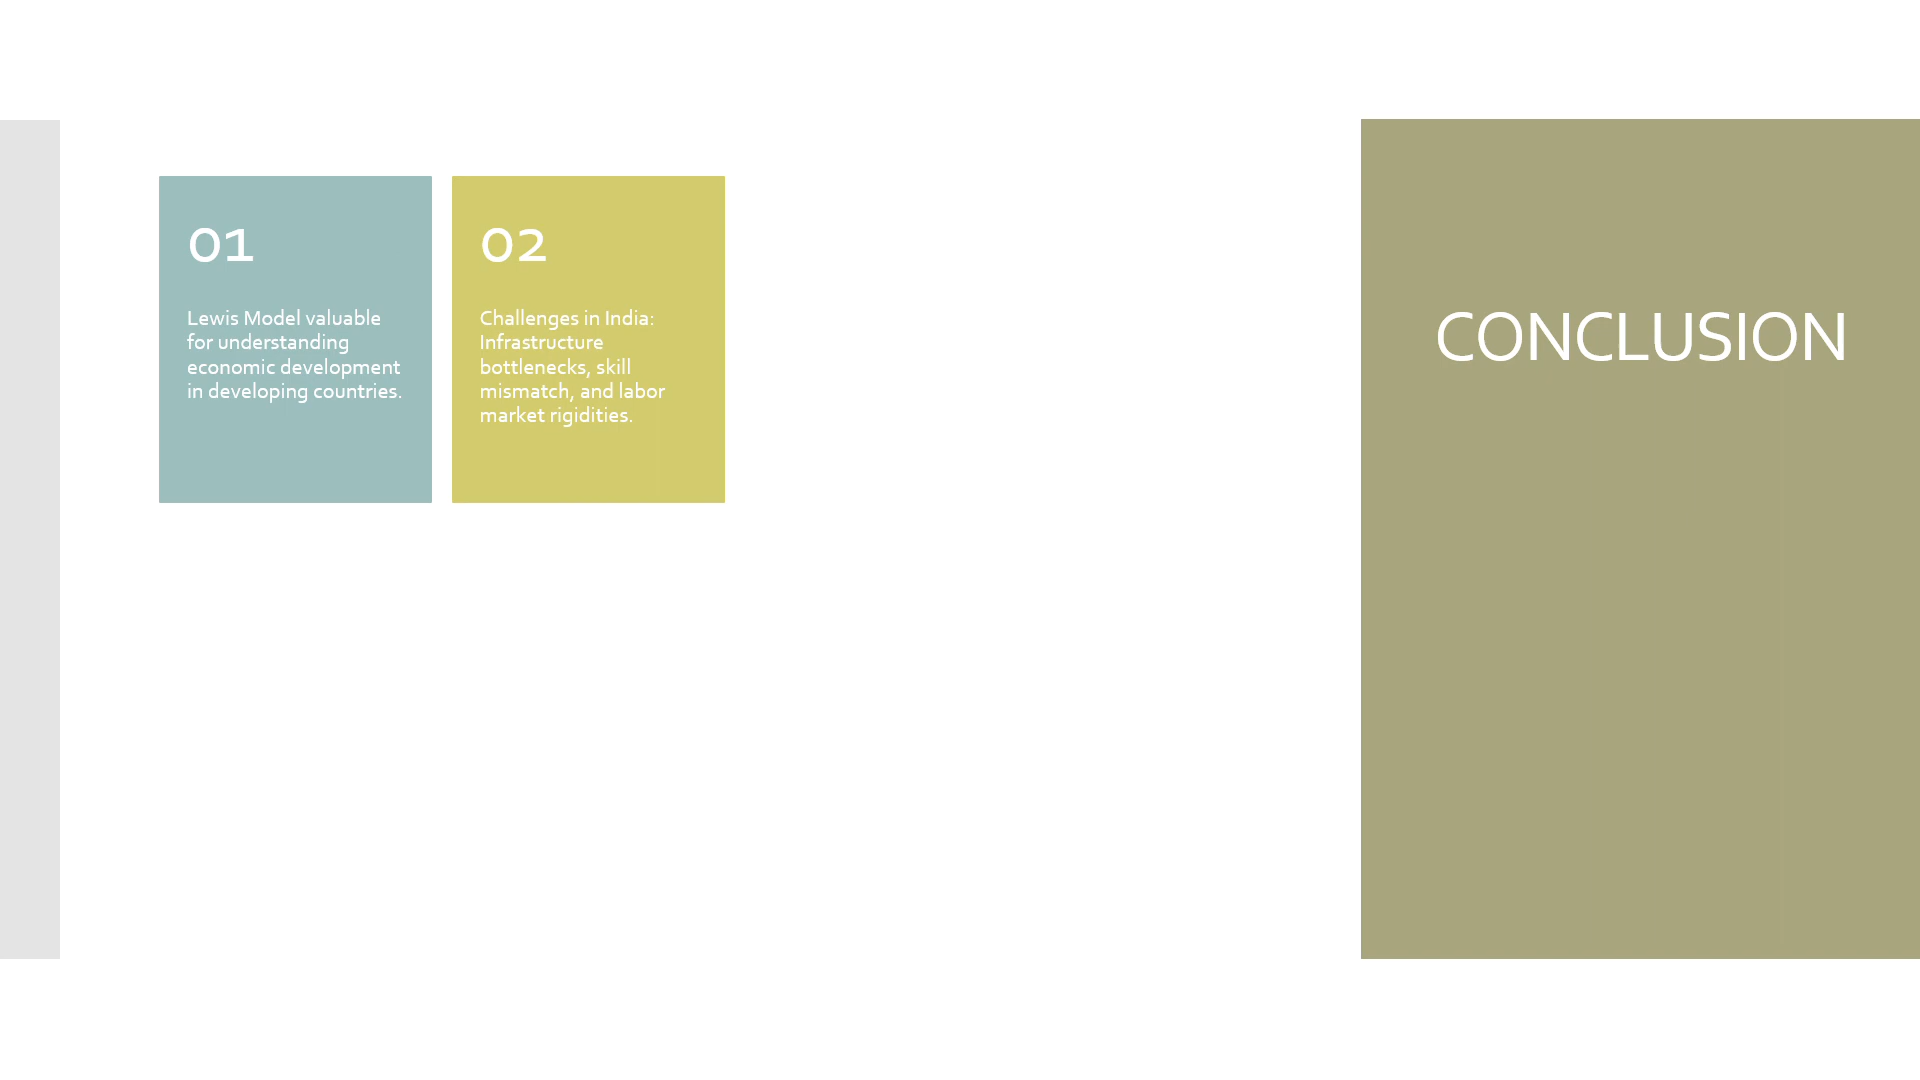 01
Lewis Model valuable
for understanding
economic development
in developing countries.
02
Challenges in India:
Infrastructure
bottlenecks, skill
mismatch, and labor
market rigidities.
CONCLUSION